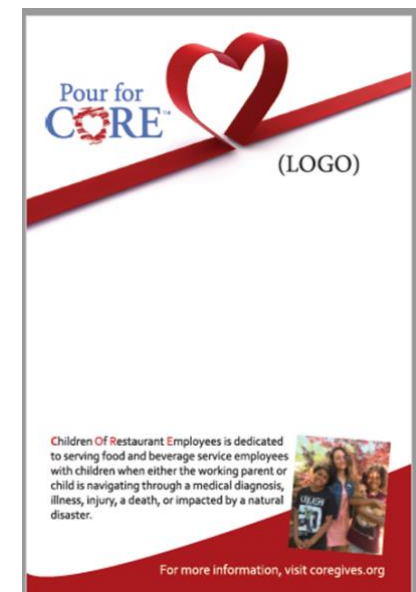 Pour for
CORE™
(LOGO)
Children Of Restaurant Employees is dedicated
to serving food and beverage service employees
with children when either the working parent or
child is navigating through a medical diagnosis,
illness, injury, a death, or impacted by a natural
disaster.
For more information, visit coregives.org